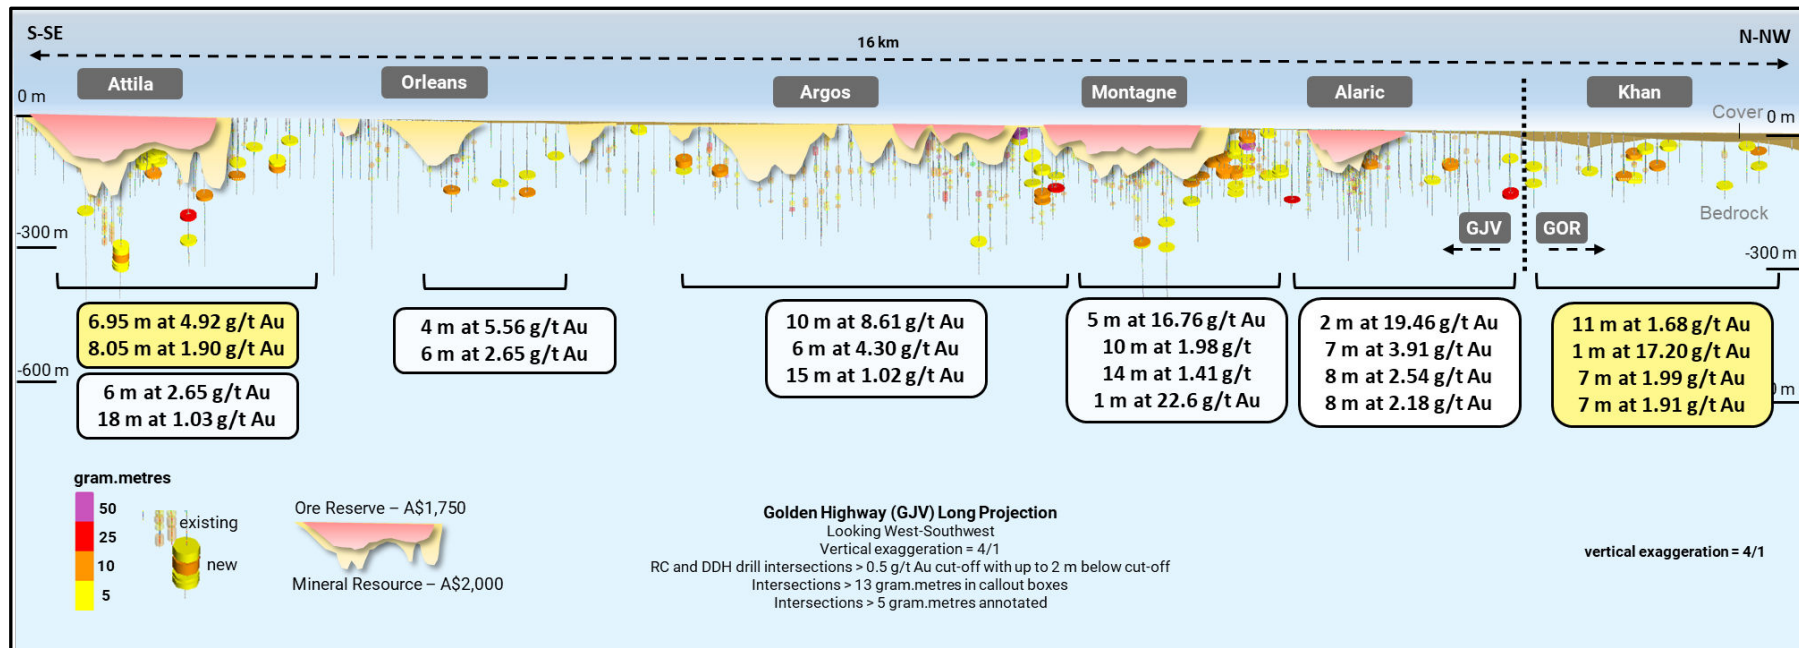 S-SE
16 km
N-NW
Attila
Orleans
Argos
Montagne
Alaric
Khan
0 m
Cover
0 m
Bedrock
GJV
GOR
-300 m
-300 m
6.95 m at 4.92 g/t Au
8.05 m at 1.90 g/t Au
6 m at 2.65 g/t Au
18 m at 1.03 g/t Au
4 m at 5.56 g/t Au
6 m at 2.65 g/t Au
10 m at 8.61 g/t Au
6 m at 4.30 g/t Au
15 m at 1.02 g/t Au
5 m at 16.76 g/t Au
10 m at 1.98 g/t
14 m at 1.41 g/t
1 m at 22.6 g/t Au
2 m at 19.46 g/t Au
7 m at 3.91 g/t Au
8 m at 2.54 g/t Au
8 m at 2.18 g/t Au
11 m at 1.68 g/t Au
1 m at 17.20 g/t Au
7 m at 1.99 g/t Au
7 m at 1.91 g/t Au
-600 m
0 m
gram.metres
50
25
10
5
existing
new
Ore Reserve – A$1,750
Mineral Resource – A$2,000
Golden Highway (GJV) Long Projection
Looking West-Southwest
Vertical exaggeration = 4/1
RC and DDH drill intersections > 0.5 g/t Au cut-off with up to 2 m below cut-off
Intersections > 13 gram.metres in callout boxes
Intersections > 5 gram.metres annotated
vertical exaggeration = 4/1